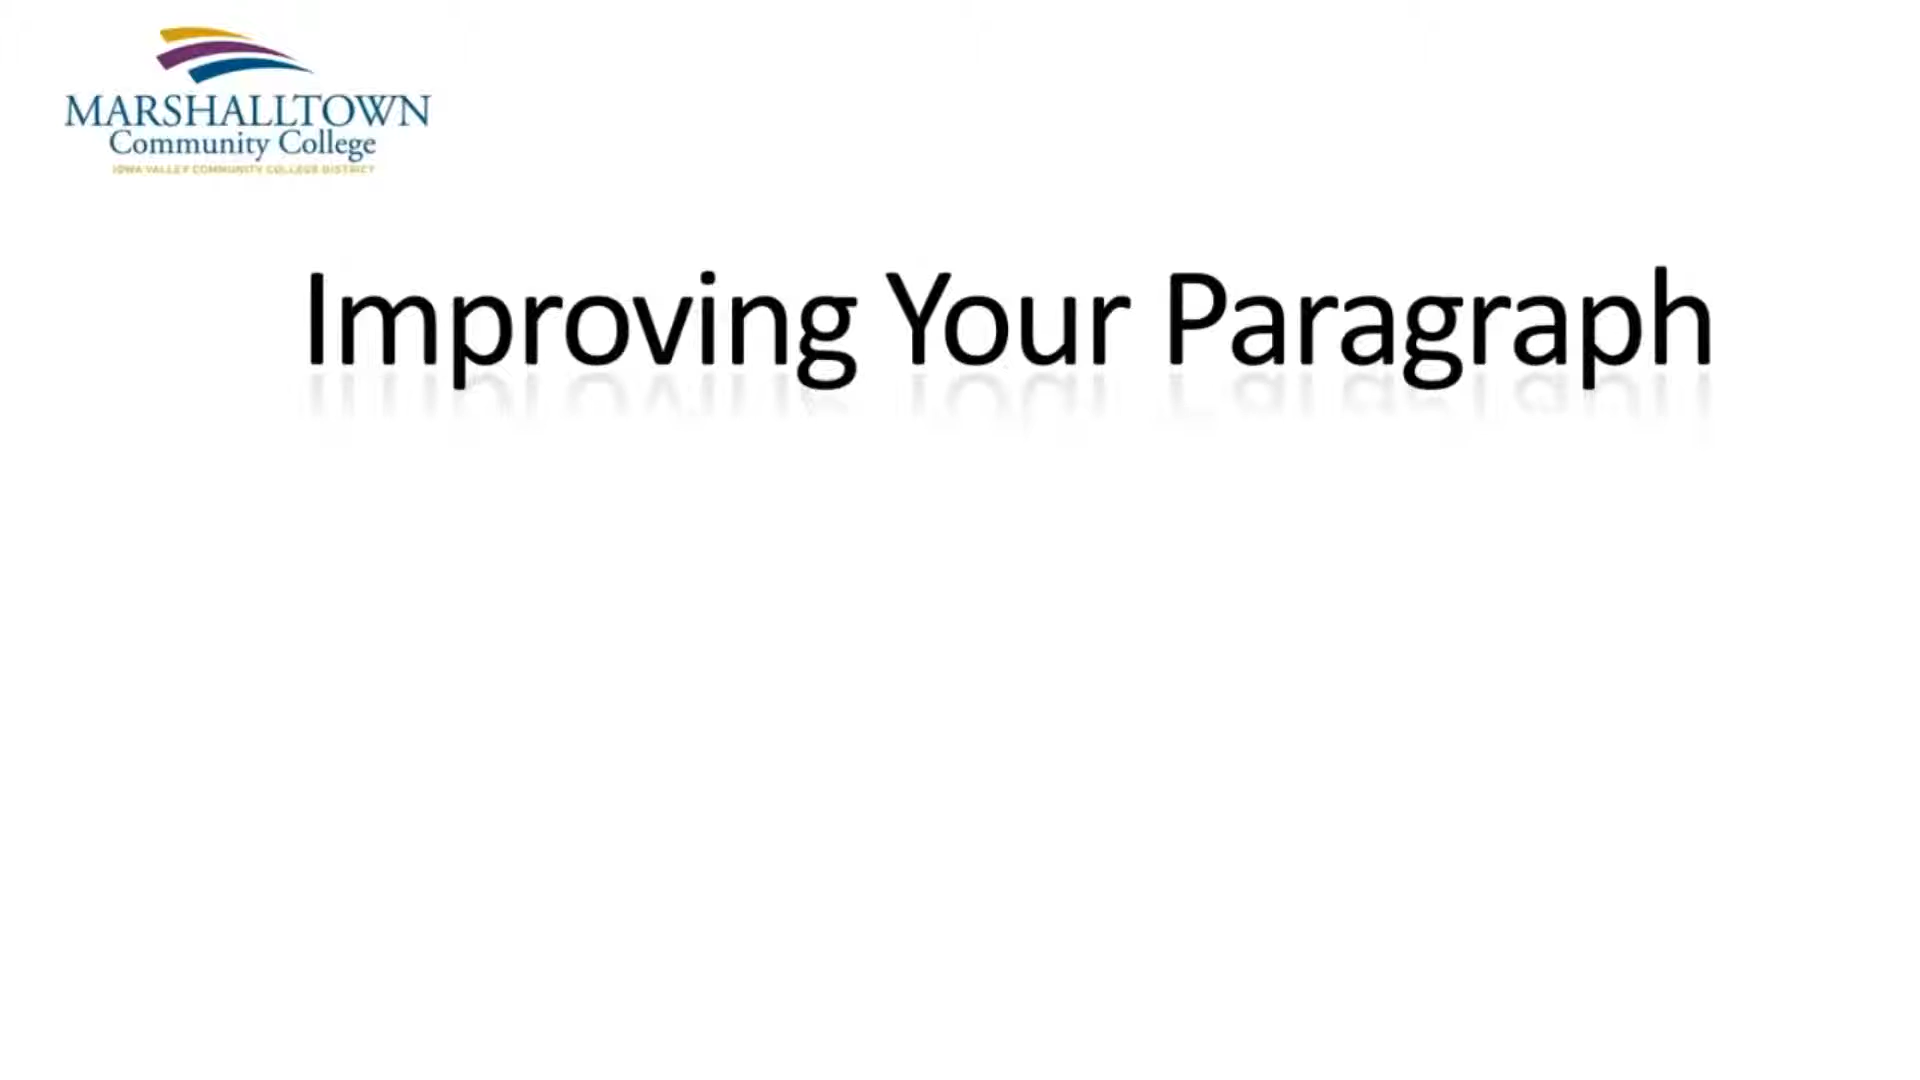 MARSHALLTOWN
Community College
IOWA VALLEY COMMUNITY COLLEGE DISTRICT
Improving Your Paragraph